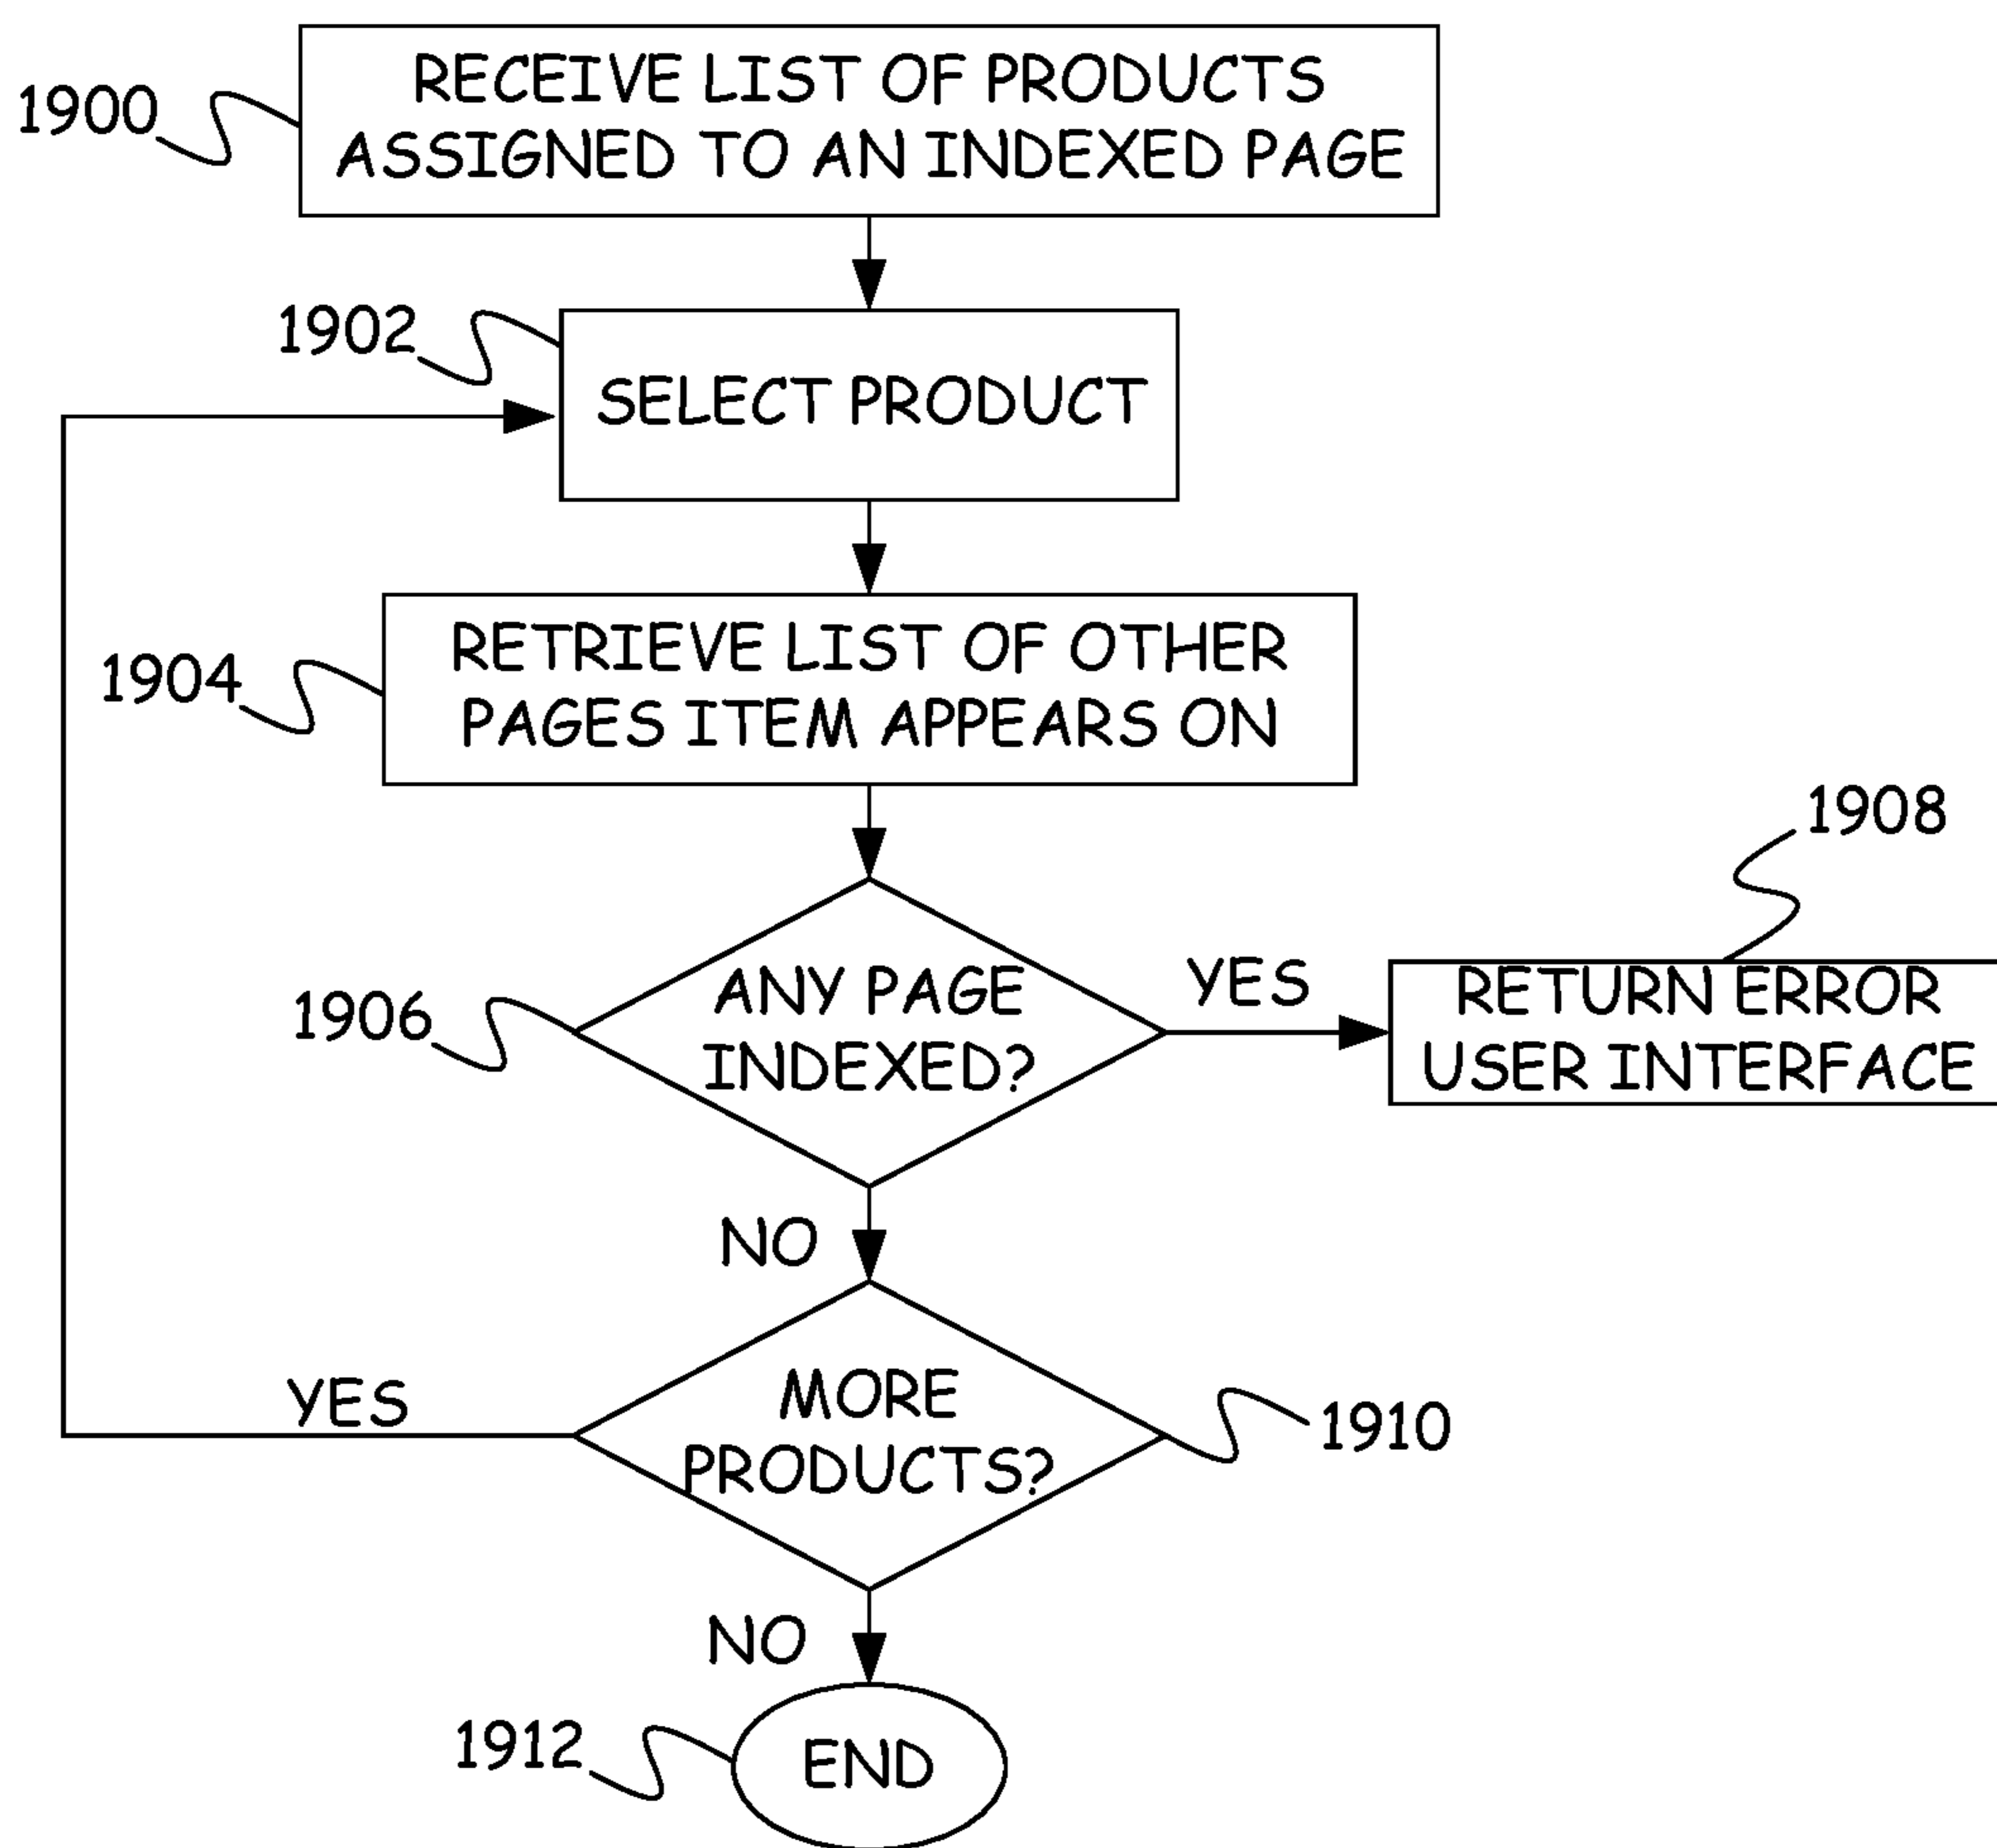 1900
RECEIVE LIST OF PRODUCTS
ASSIGNED TO AN INDEXED PAGE
1902
SELECT PRODUCT
1904
RETRIEVE LIST OF OTHER
PAGES ITEM APPEARS ON
1906
ANY PAGE
INDEXED?
YES
1908
RETURN ERROR
USER INTERFACE
NO
MORE
PRODUCTS?
YES
1910
NO
1912
END